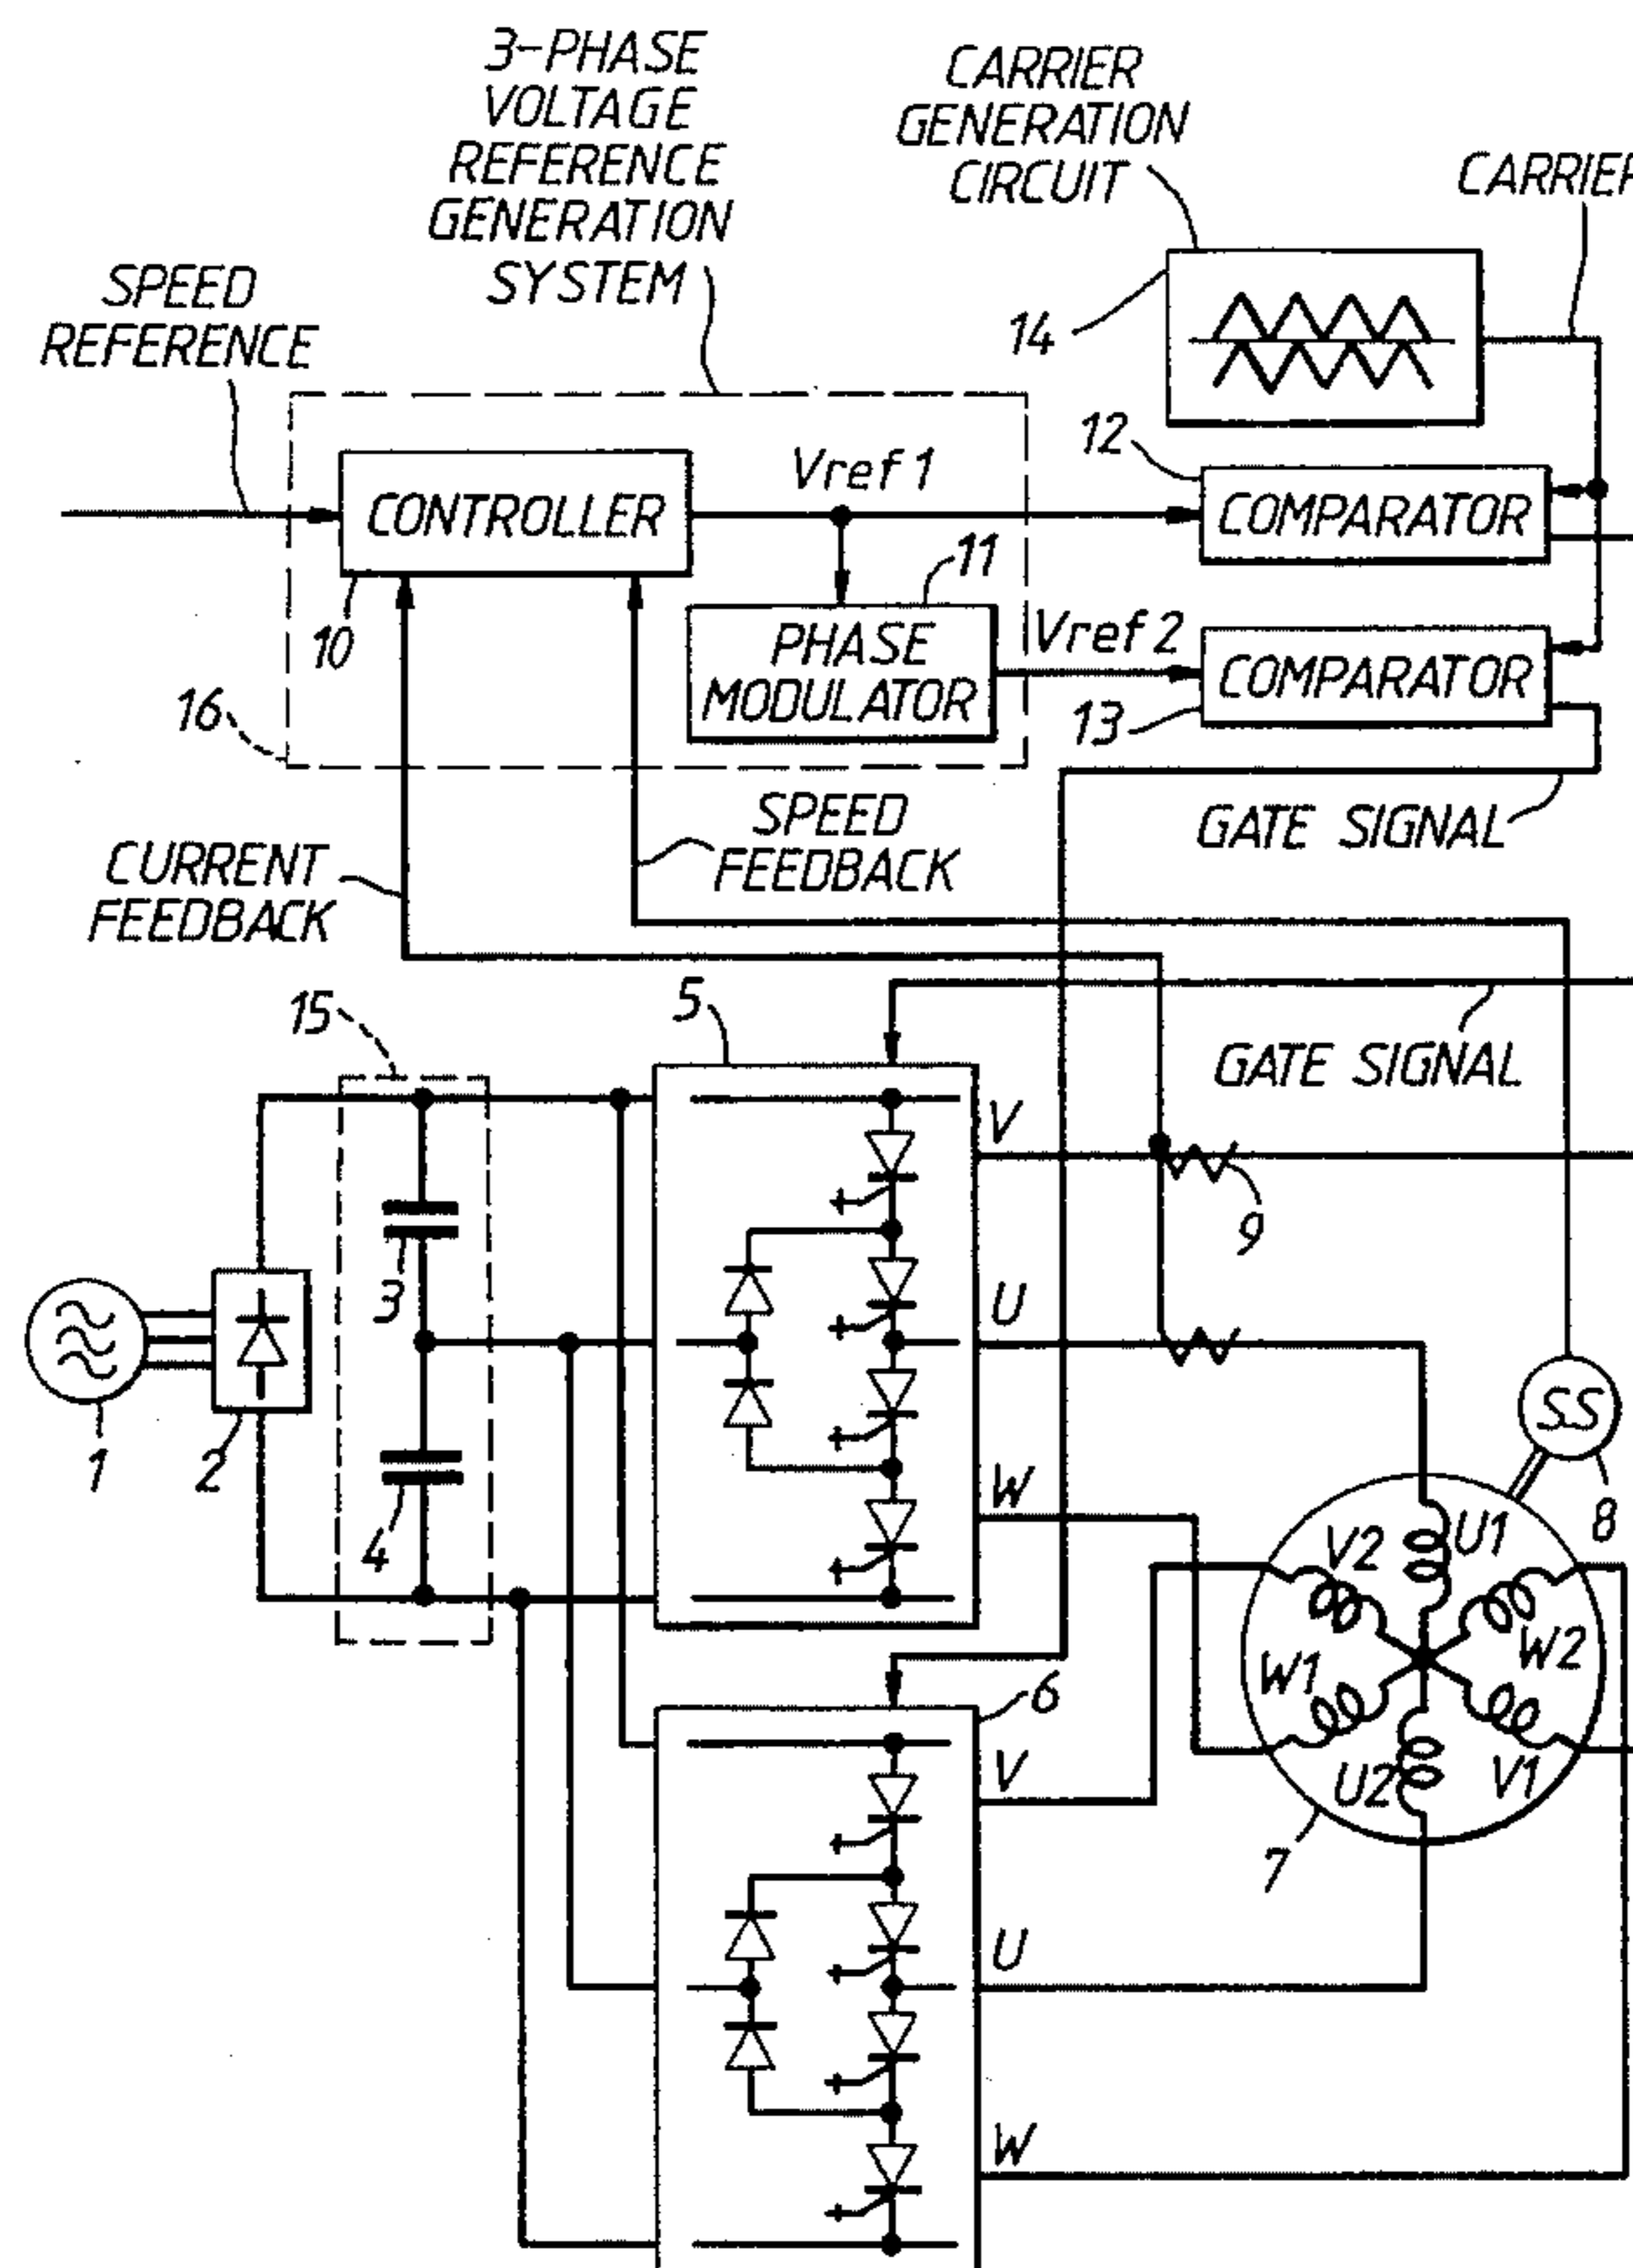 3-PHASE
VOLTAGE
REFERENCE
GENERATION
SYSTEM
CARRIER
GENERATION
CIRCUIT
CARRIER
SPEED
REFERENCE
14
12
Vref 1
CONTROLLER
COMPARATOR
11
10
PHASE
MODULATOR
Vref 2
COMPARATOR
16
13
SPEED
FEEDBACK
GATE SIGNAL
CURRENT
FEEDBACK
15
5
GATE SIGNAL
V
9
3
U
SS
1
2
4
W
8
V2
U1
W1
W2
6
V
U2
V1
7
U
W